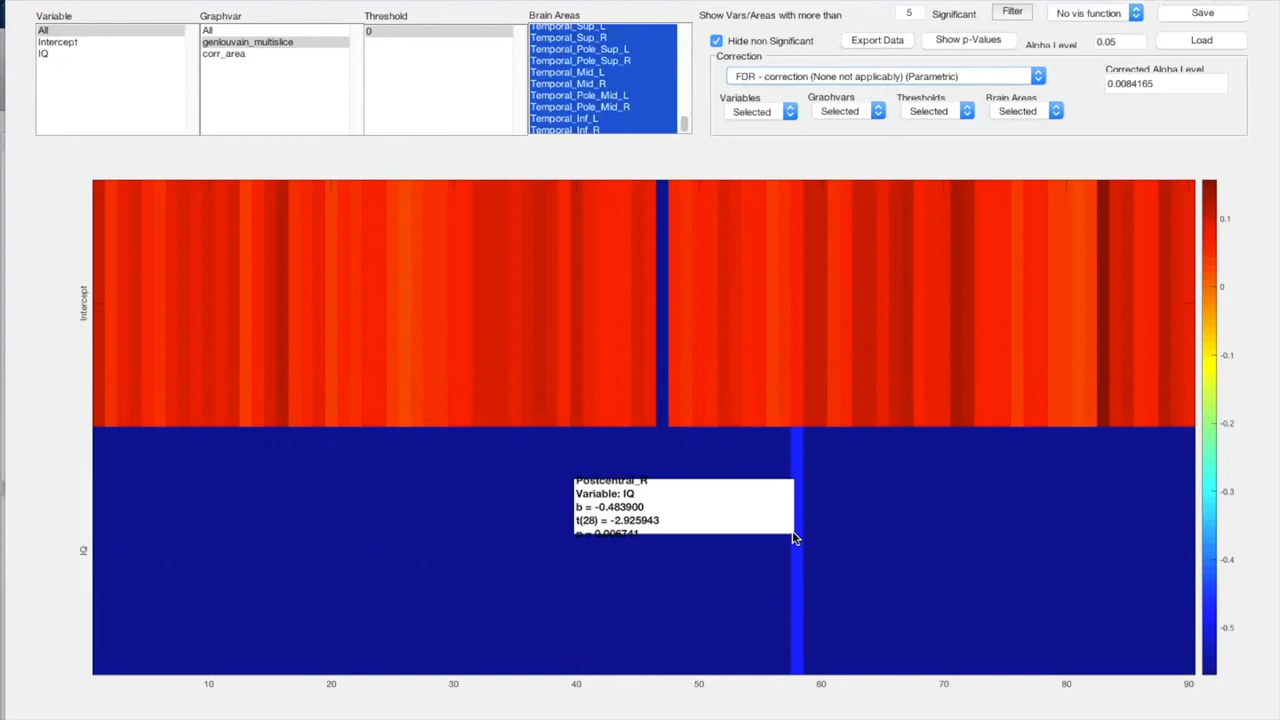 Variable
All
Intercept
IQ
Graphvar
All
genlouvain_multislice
corr_area
Threshold
0
Brain Areas
Temporal_Sup_L
Temporal_Sup_R
Temporal_Pole_Sup_L
Temporal_Pole_Sup_R
Temporal_Mid_L
Temporal_Mid_R
Temporal_Pole_Mid_L
Temporal_Pole_Mid_R
Temporal_Inf_L
Temporal_Inf_R
Show Vars/Areas with more than 5 Significant Filter No vis function Save
Hide non Significant Export Data Show p-Values Alpha Level 0.05 Load
Correction
FDR - correction (None not applicably) (Parametric)
Corrected Alpha Level
0.0084165
Variables Graphvars Thresholds Brain Areas
Selected Selected Selected Selected
Intercept
IQ
Postcentral_R
Variable: IQ
b = -0.483900
t(28) = -2.925943
p = 0.006741
10 20 30 40 50 60 70 80 90
0.1
0
-0.1
-0.2
-0.3
-0.4
-0.5